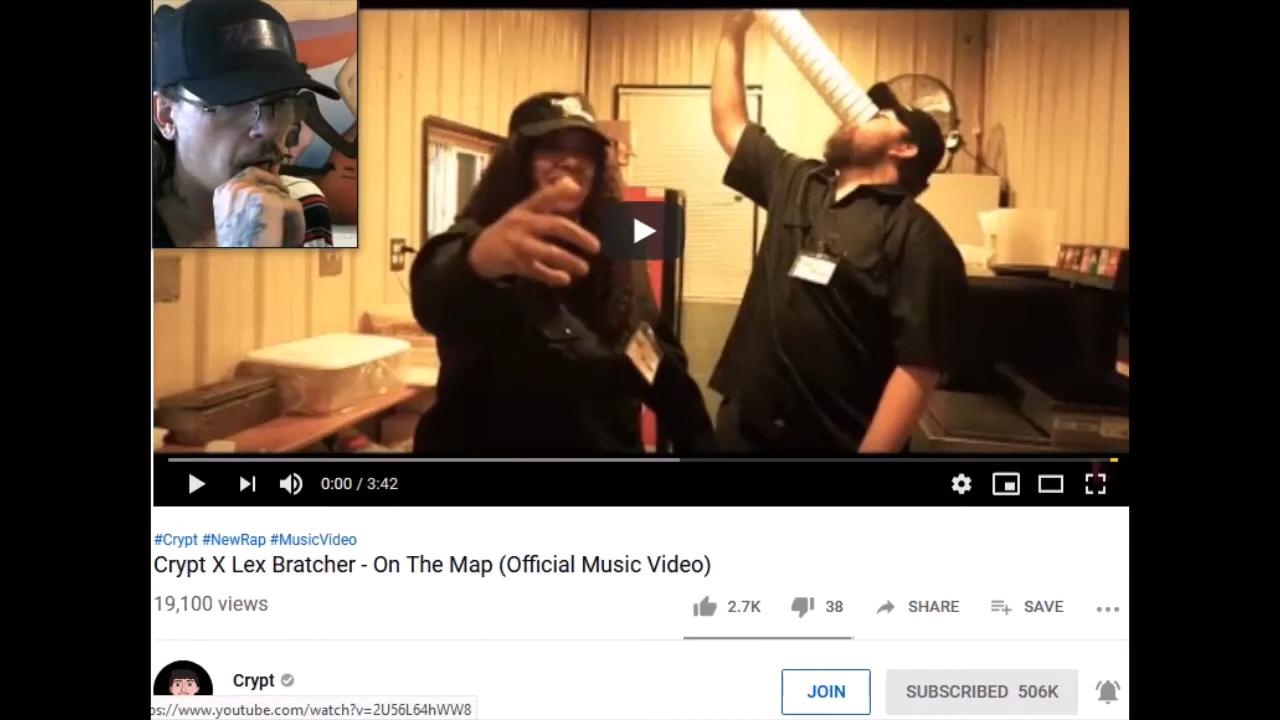 0:00 / 3:42
#Crypt #NewRap #MusicVideo
Crypt X Lex Bratcher - On The Map (Official Music Video)
19,100 views
2.7K 38 SHARE SAVE
Crypt
JOIN SUBSCRIBED 506K
ps://www.youtube.com/watch?v=2U56L64hWW8